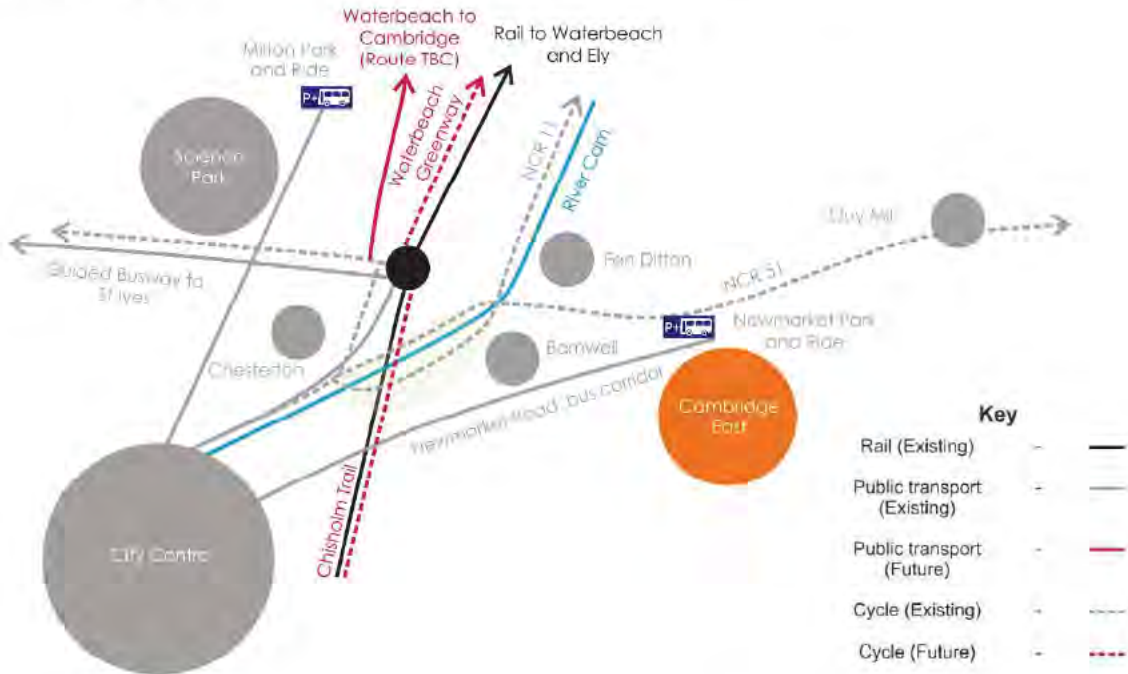 Waterbeach to
Cambridge
(Route TBC)
Rail to Waterbeach
and Ely
Milton Park
and Ride
P+
Science
Park
Waterbeach
Greenway
NCR 11
River Cam
Quy Mill
Fen Ditton
NCR 51
Guided Busway to
St Ives
P+
Newmarket Park
and Ride
Chesterton
Barnwell
Newmarket Road bus corridor
Cambridge
East
Chisholm Trail
City Centre
Key
Rail (Existing) -
Public transport
(Existing) -
Public transport
(Future) -
Cycle (Existing) -
Cycle (Future) -